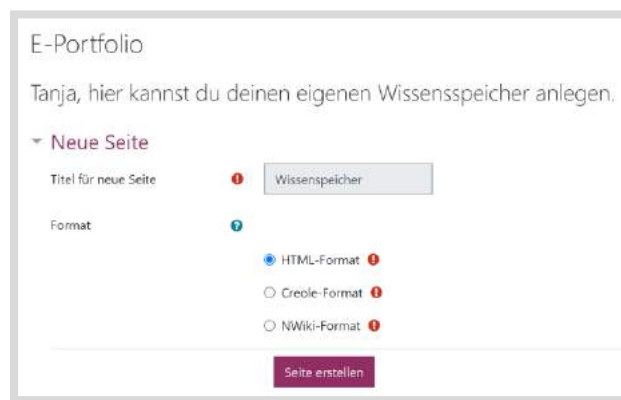 E-Portfolio
Tanja, hier kannst du deinen eigenen Wissensspeicher anlegen.
Neue Seite
Titel für neue Seite
Wissenspeicher
Format
HTML-Format
Creole-Format
NWiki-Format
Seite erstellen